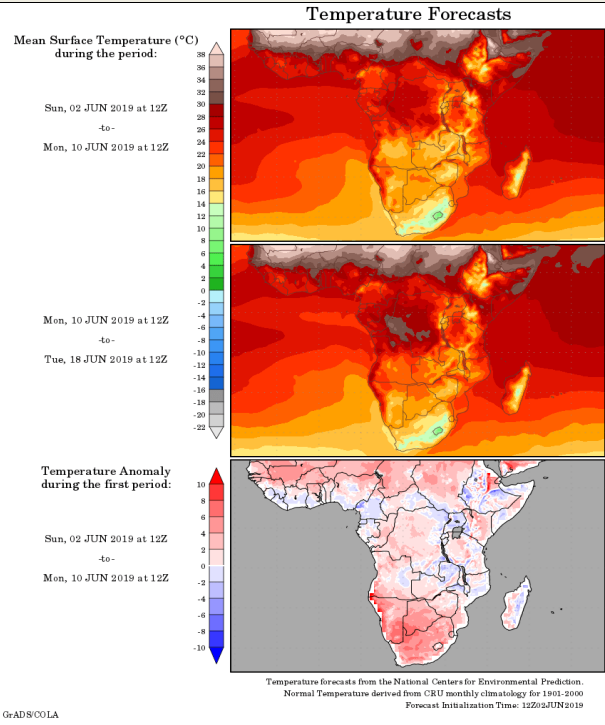 Temperature Forecasts
Mean Surface Temperature (°C)
during the period:
Sun, 02 JUN 2019 at 12Z
-to-
Mon, 10 JUN 2019 at 12Z
38
36
34
32
30
28
26
24
22
20
18
16
14
12
10
8
6
4
2
0
-2
-4
-6
-8
-10
-12
-14
-16
-18
-20
-22
Mon, 10 JUN 2019 at 12Z
-to-
Tue, 18 JUN 2019 at 12Z
Temperature Anomaly
during the first period:
Sun, 02 JUN 2019 at 12Z
-to-
Mon, 10 JUN 2019 at 12Z
10
8
6
4
2
0
-2
-4
-6
-8
-10
Temperature forecasts from the National Centers for Environmental Prediction.
Normal Temperature derived from CRU monthly climatology for 1901-2000
Forecast Initialization Time: 12Z02JUN2019
GrADS/COLA